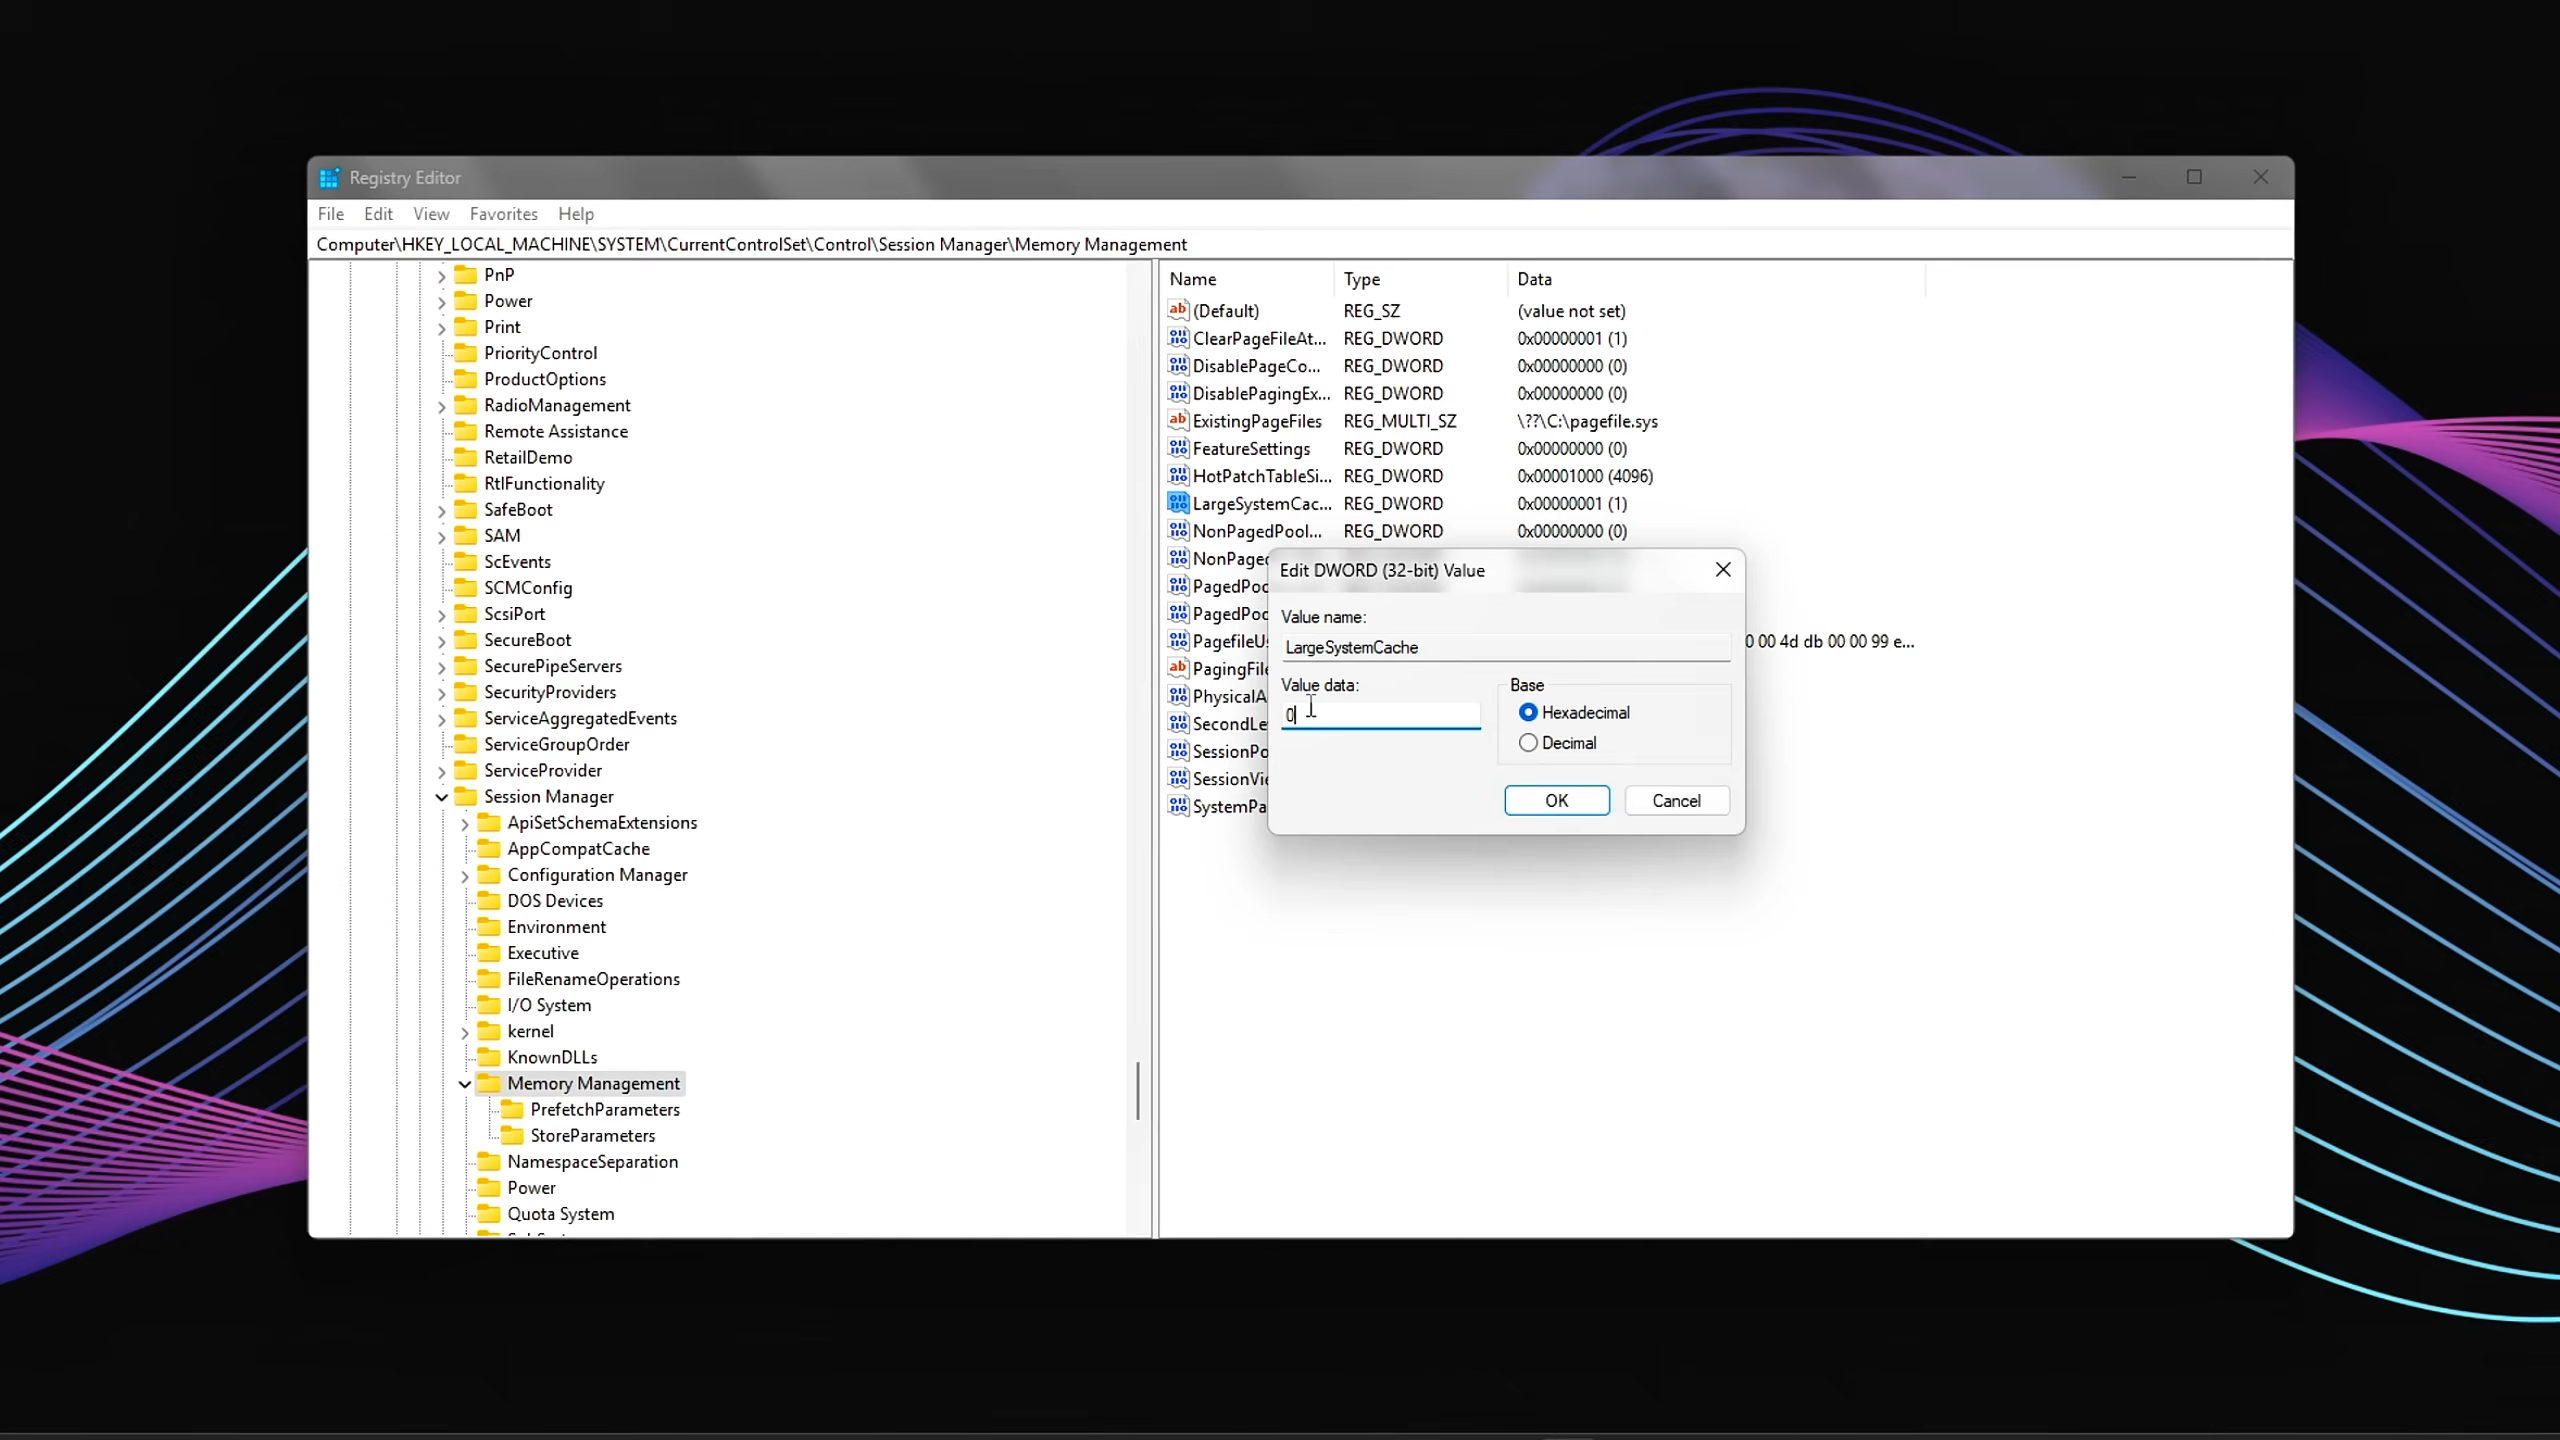 Registry Editor
File Edit View Favorites Help
Computer\HKEY_LOCAL_MACHINE\SYSTEM\CurrentControlSet\Control\Session Manager\Memory Management
PnP
Power
Print
PriorityControl
ProductOptions
RadioManagement
Remote Assistance
RetailDemo
RtlFunctionality
SafeBoot
SAM
ScEvents
SCMConfig
ScsiPort
SecureBoot
SecurePipeServers
SecurityProviders
ServiceAggregatedEvents
ServiceGroupOrder
ServiceProvider
Session Manager
ApiSetSchemaExtensions
AppCompatCache
Configuration Manager
DOS Devices
Environment
Executive
FileRenameOperations
I/O System
kernel
KnownDLLs
Memory Management
PrefetchParameters
StoreParameters
NamespaceSeparation
Power
Quota System
Name Type Data
(Default) REG_SZ (value not set)
ClearPageFileAt... REG_DWORD 0x00000001 (1)
DisablePageCo... REG_DWORD 0x00000000 (0)
DisablePagingEx... REG_DWORD 0x00000000 (0)
ExistingPageFiles REG_MULTI_SZ \??\C:\pagefile.sys
FeatureSettings REG_DWORD 0x00000000 (0)
HotPatchTableSi... REG_DWORD 0x00001000 (4096)
LargeSystemCac... REG_DWORD 0x00000001 (1)
NonPagedPool... REG_DWORD 0x00000000 (0)
NonPaged
PagedPoo
PagedPoo
PagefileUs 0 00 4d db 00 00 99 e...
PagingFile
PhysicalA
SecondLe
SessionPo
SessionVie
SystemPa
Edit DWORD (32-bit) Value
Value name:
LargeSystemCache
Value data:
0
Base
Hexadecimal
Decimal
OK Cancel